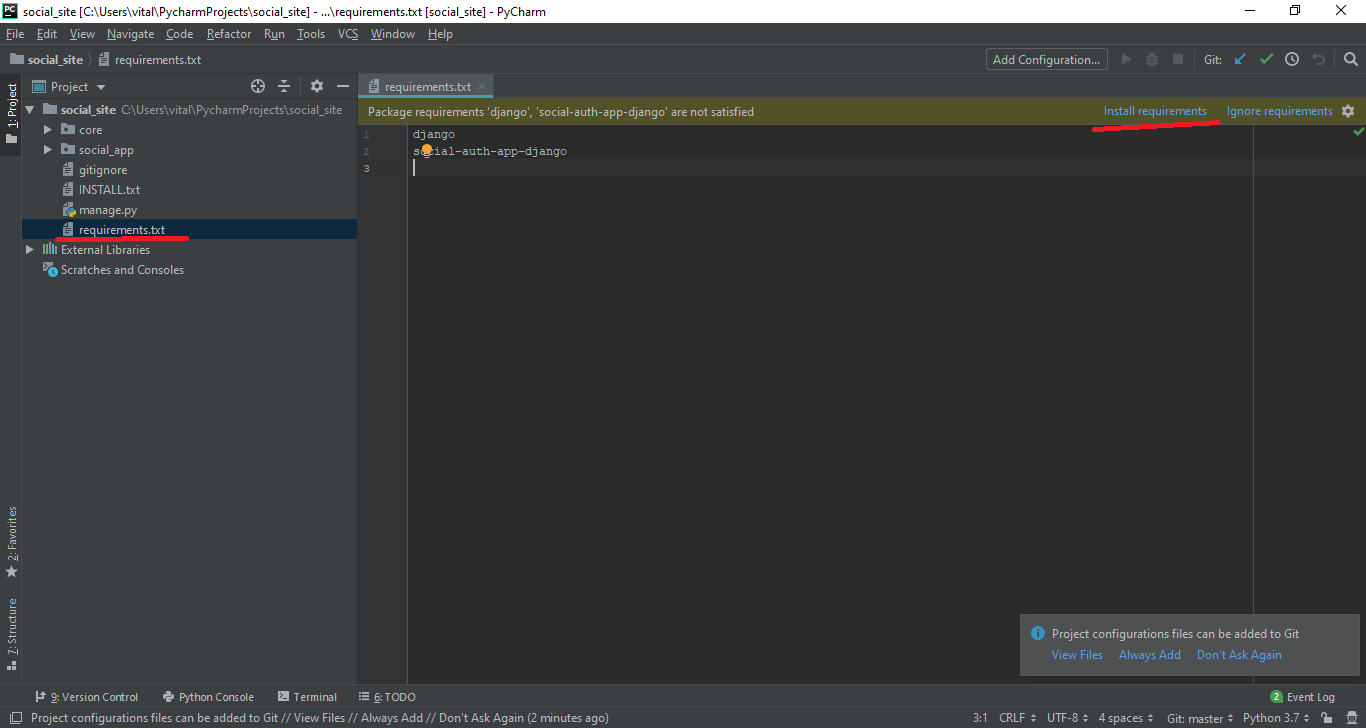 PC social_site [C:\Users\vital\PycharmProjects\social_site] - ...\requirements.txt [social_site] - PyCharm
File Edit View Navigate Code Refactor Run Tools VCS Window Help
social_site requirements.txt Add Configuration... Git:
1: Project
Project
requirements.txt
social_site C:\Users\vital\PycharmProjects\social_site
core
social_app
gitignore
INSTALL.txt
manage.py
requirements.txt
External Libraries
Scratches and Consoles
Package requirements 'django', 'social-auth-app-django' are not satisfied Install requirements Ignore requirements
1 django
2 social-auth-app-django
3
2: Favorites
7: Structure
Project configurations files can be added to Git
View Files Always Add Don't Ask Again
9: Version Control Python Console Terminal 6: TODO 2 Event Log
Project configurations files can be added to Git // View Files // Always Add // Don't Ask Again (2 minutes ago) 3:1 CRLF UTF-8 4 spaces Git: master Python 3.7